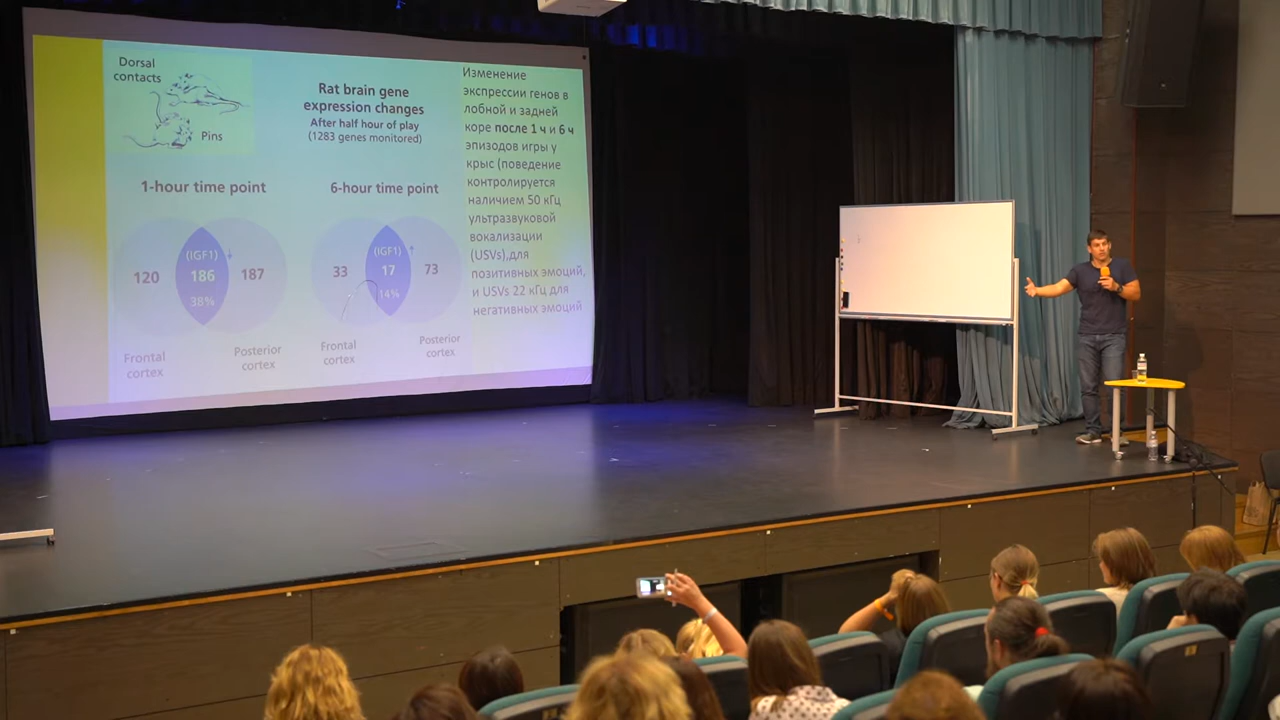 Dorsal
contacts
Pins
Rat brain gene
expression changes
After half hour of play
(1283 genes monitored)
1-hour time point
6-hour time point
(IGF1) ↓
120 186 187
38%
(IGF1) ↑
33 17 73
14%
Frontal
cortex
Posterior
cortex
Frontal
cortex
Posterior
cortex
Изменение
экспрессии генов в
лобной и задней
коре после 1 ч и 6 ч
эпизодов игры у
крыс (поведение
контролируется
наличием 50 кГц
ультразвуковой
вокализации
(USVs),для
позитивных эмоций,
и USVs 22 кГц для
негативных эмоций